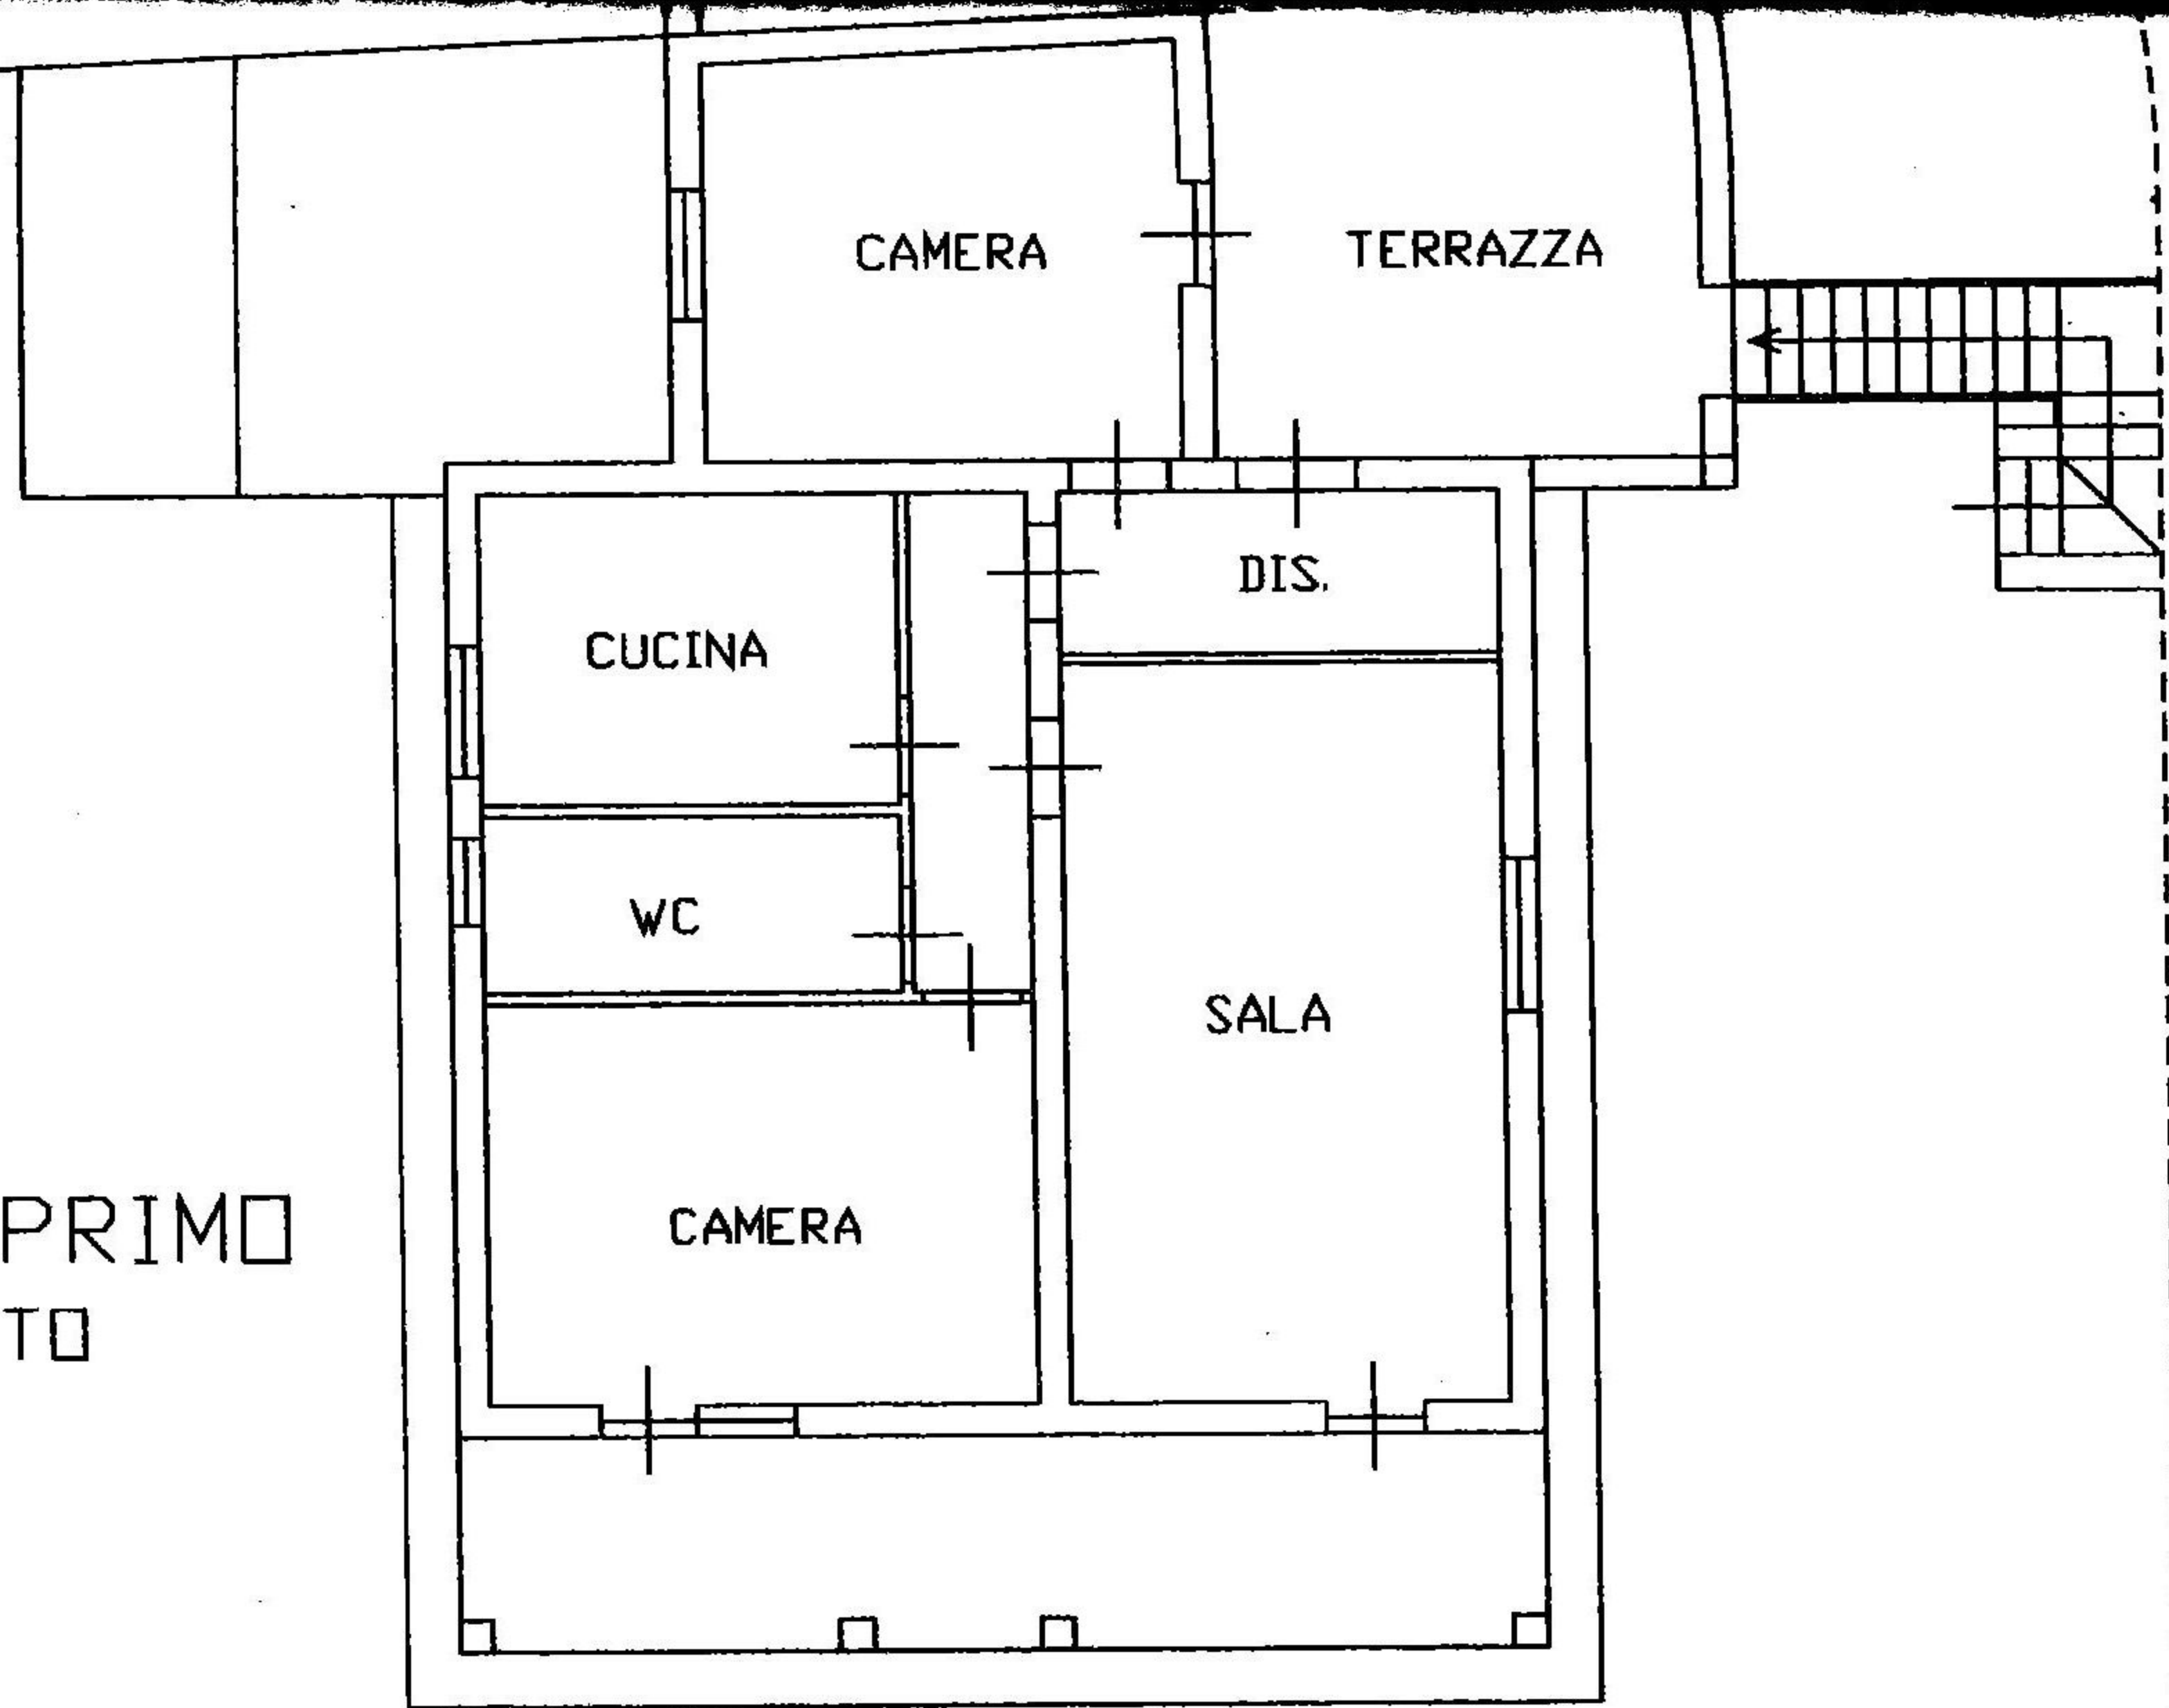 CAMERA
TERRAZZA
DIS.
CUCINA
WC
SALA
CAMERA
PRIMO
TO